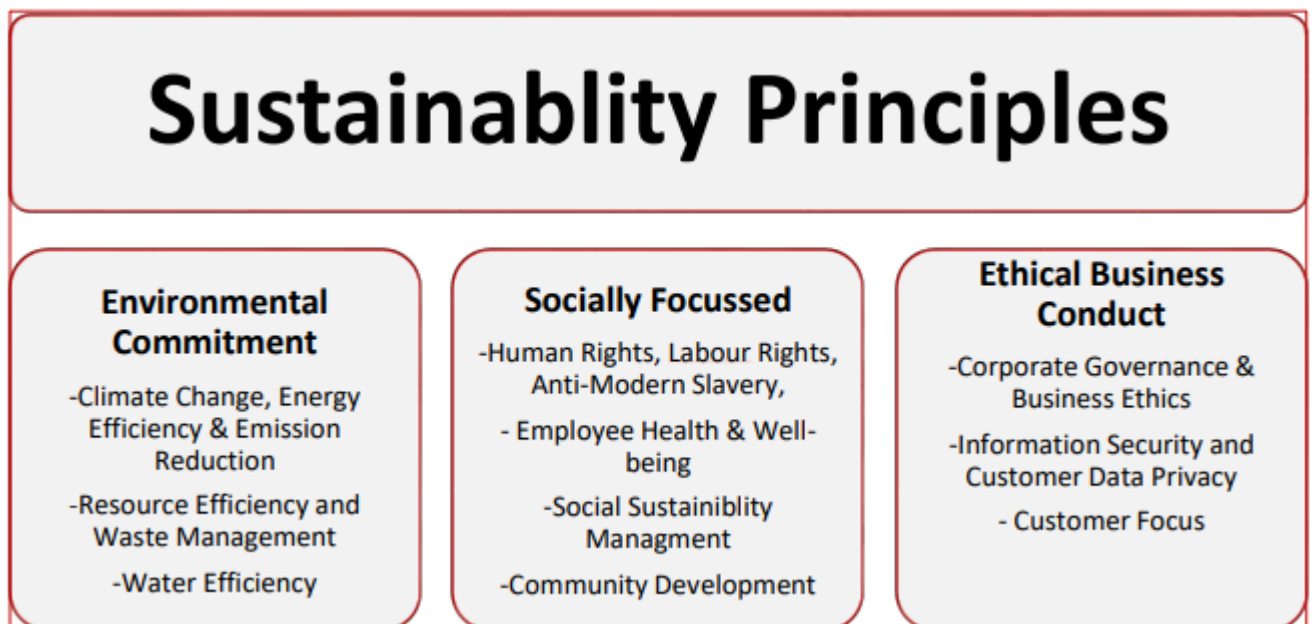 Sustainablity Principles
Environmental
Commitment
-Climate Change, Energy
Efficiency & Emission
Reduction
-Resource Efficiency and
Waste Management
-Water Efficiency
Socially Focussed
-Human Rights, Labour Rights,
Anti-Modern Slavery,
- Employee Health & Well-
being
-Social Sustainiblity
Managment
-Community Development
Ethical Business
Conduct
-Corporate Governance &
Business Ethics
-Information Security and
Customer Data Privacy
- Customer Focus